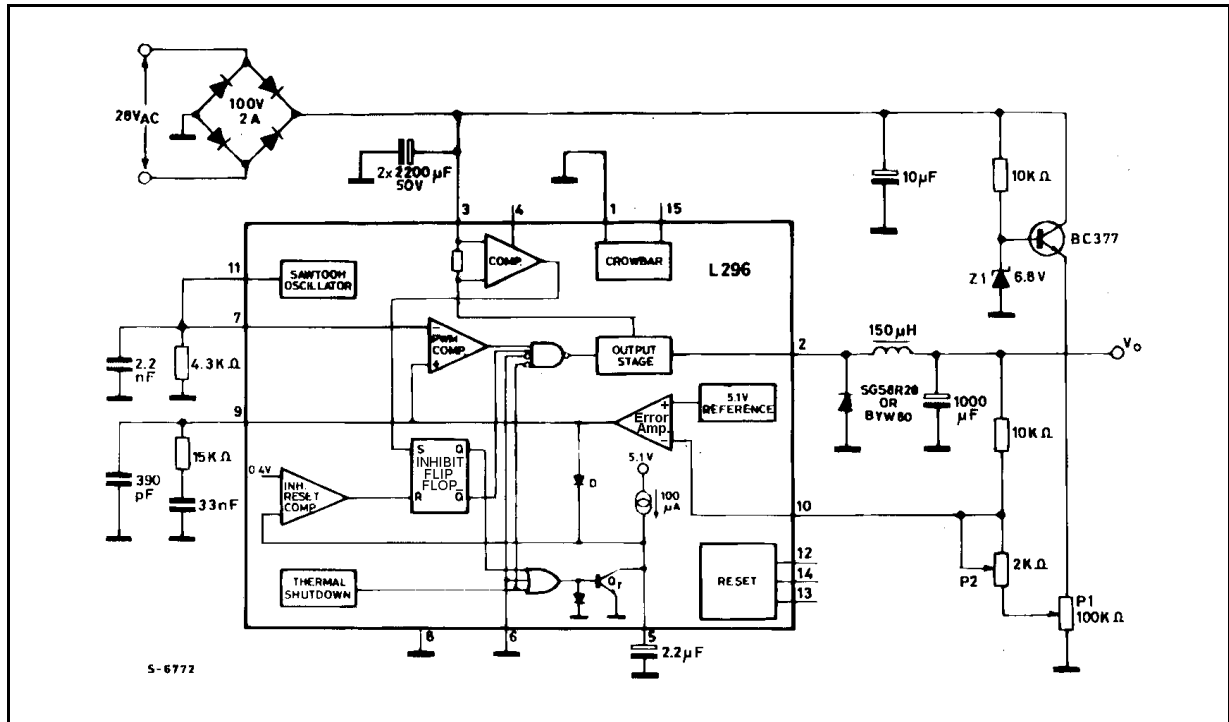 28V AC
100V
2A
2x2200µF
50V
3
4
1
15
10µF
10KΩ
BC377
Z1
6.8V
COMP.
CROWBAR
L296
11
SAWTOOH
OSCILLATOR
7
2.2
nF
4.3KΩ
PWM
COMP.
OUTPUT
STAGE
2
150µH
Vo
SG58R20
OR
BYW80
1000
µF
10KΩ
9
15KΩ
390
pF
33nF
Error
Amp.
+
-
5.1V
REFERENCE
5.1V
100
µA
0.4V
INH.
RESET
COMP
S
Q
INHIBIT
FLIP
FLOP
R
Q
D
10
P2
2KΩ
P1
100KΩ
THERMAL
SHUTDOWN
Qr
RESET
12
14
13
8
6
5
2.2µF
S-6772